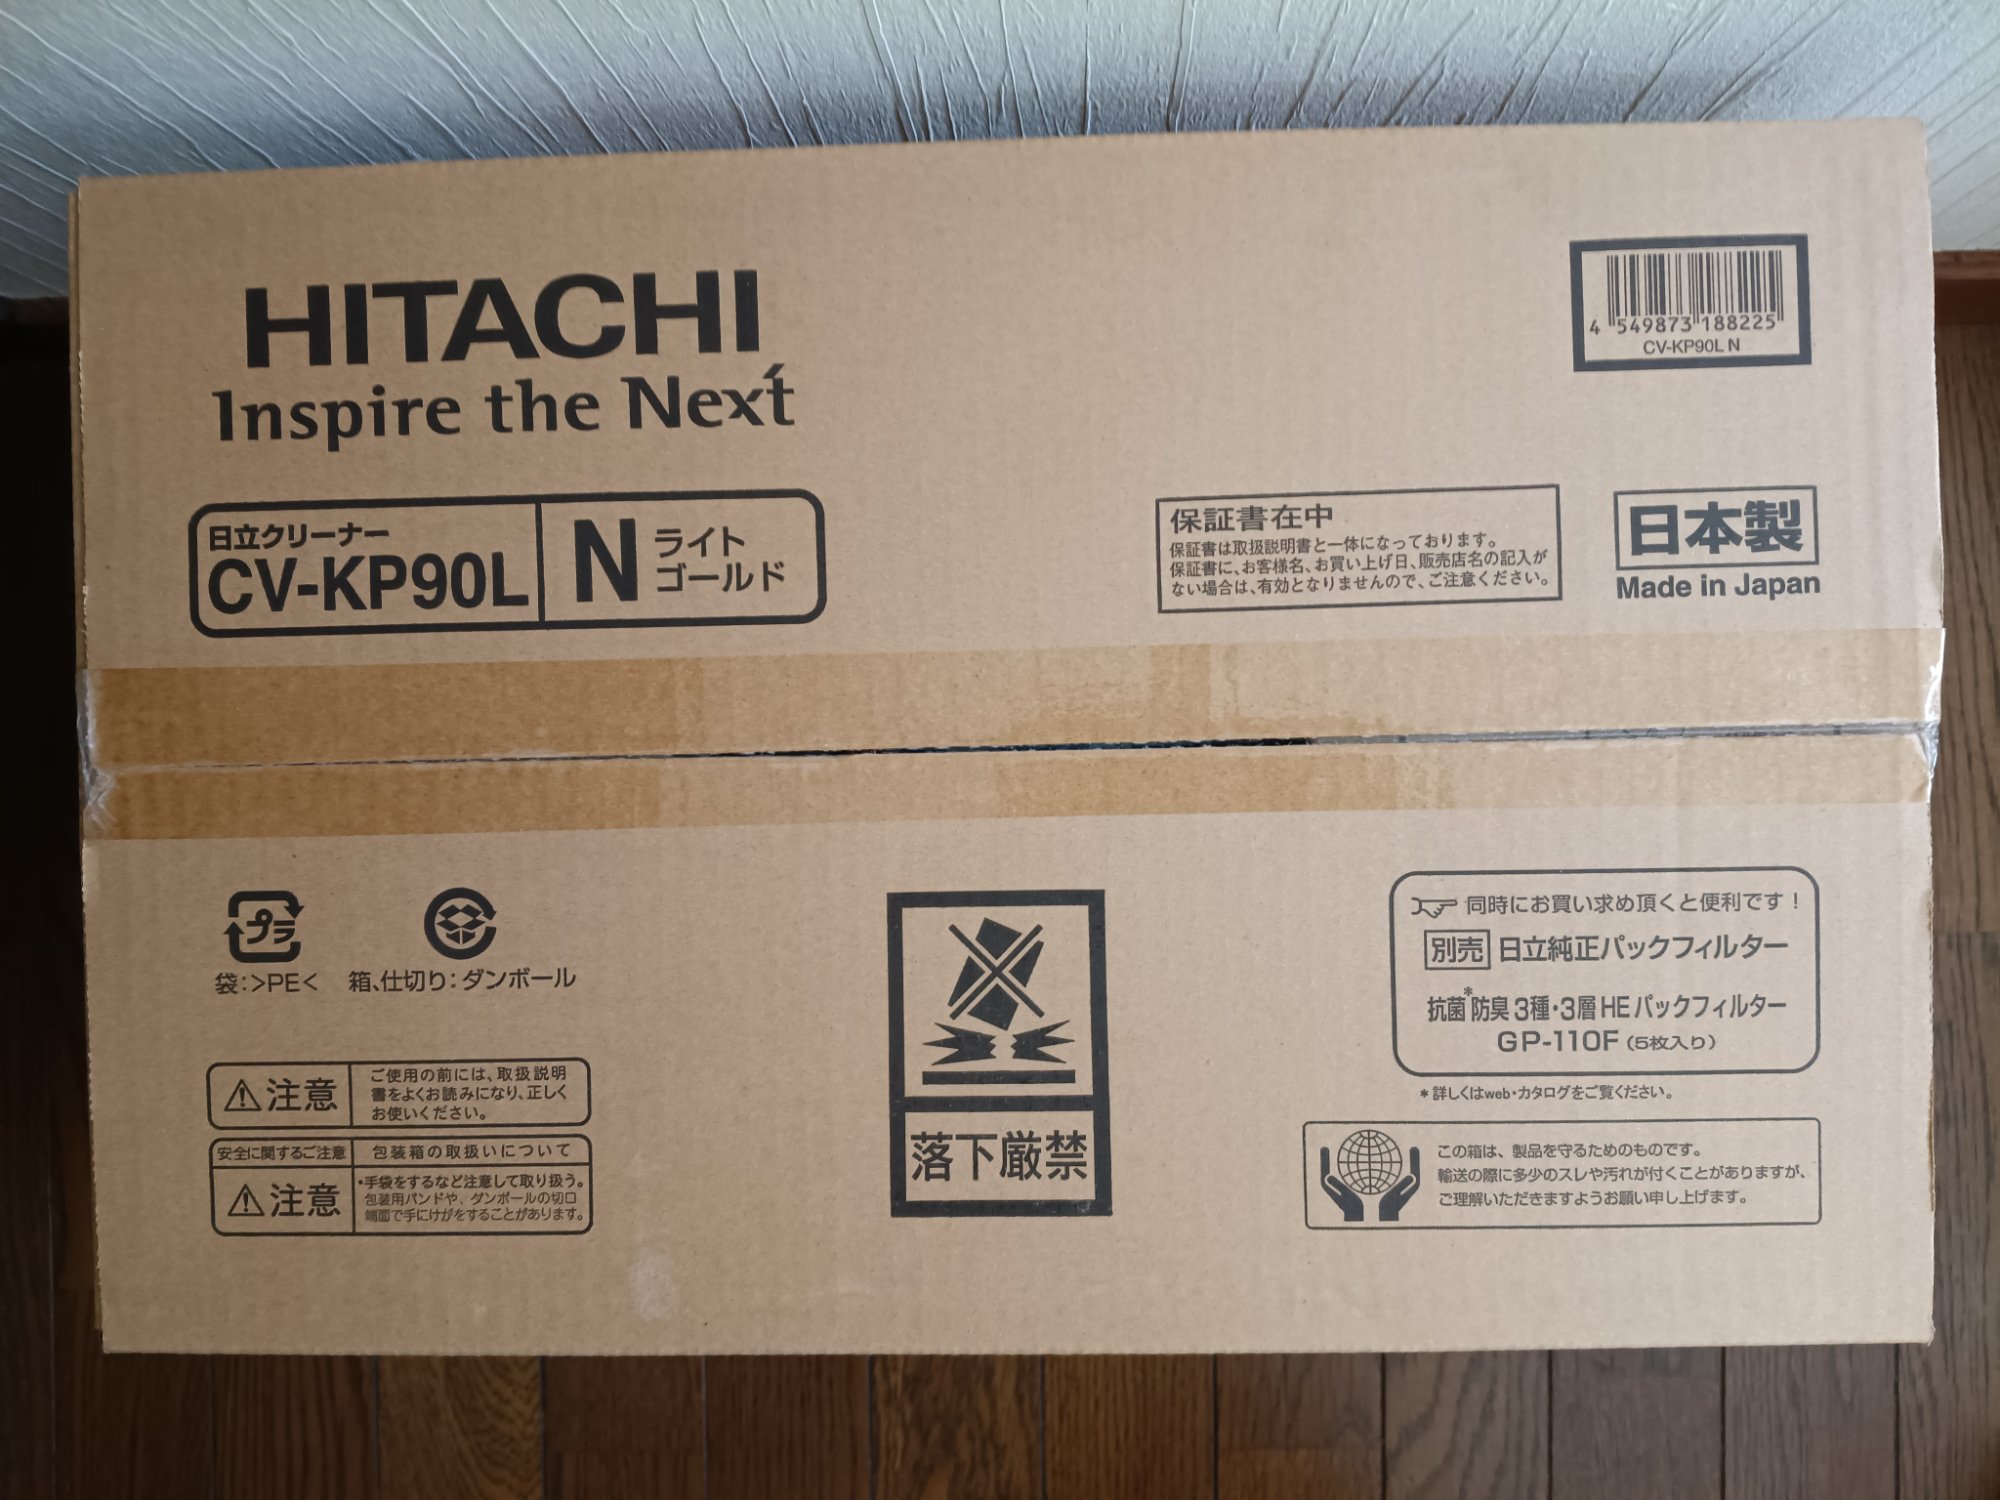 HITACHI
Inspire the Next
4 549873 188225
CV-KP90L N
日立クリーナー
CV-KP90L
N
ライト
ゴールド
保証書在中
保証書は取扱説明書と一体になっております。
保証書に、お客様名、お買い上げ日、販売店名の記入が
ない場合は、有効となりませんので、ご注意ください。
日本製
Made in Japan
プラ
袋:>PE<
箱、仕切り:ダンボール
注意
ご使用の前には、取扱説明
書をよくお読みになり、正しく
お使いください。
安全に関するご注意
包装箱の取扱いについて
注意
・手袋をするなど注意して取り扱う。
包装用バンドや、ダンボールの切口
端面で手にけがをすることがあります。
落下厳禁
同時にお買い求め頂くと便利です!
別売 日立純正パックフィルター
抗菌*防臭3種・3層HEパックフィルター
GP-110F(5枚入り)
*詳しくはweb・カタログをご覧ください。
この箱は、製品を守るためのものです。
輸送の際に多少のスレや汚れが付くことがありますが、
ご理解いただきますようお願い申し上げます。